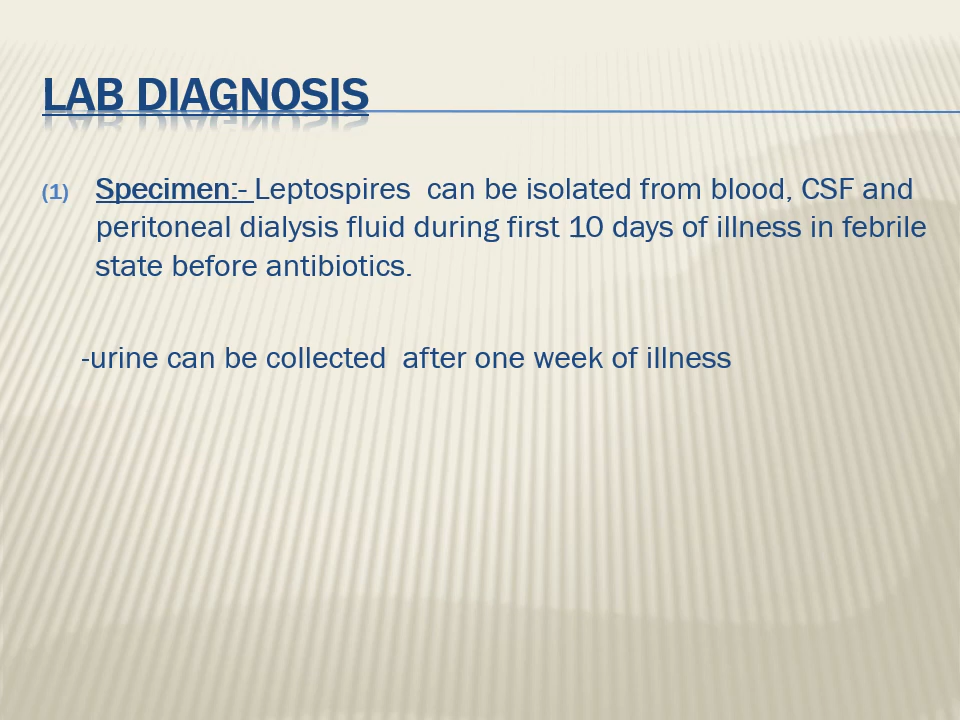 LAB DIAGNOSIS
(1) Specimen:- Leptospires can be isolated from blood, CSF and
peritoneal dialysis fluid during first 10 days of illness in febrile
state before antibiotics.
-urine can be collected after one week of illness